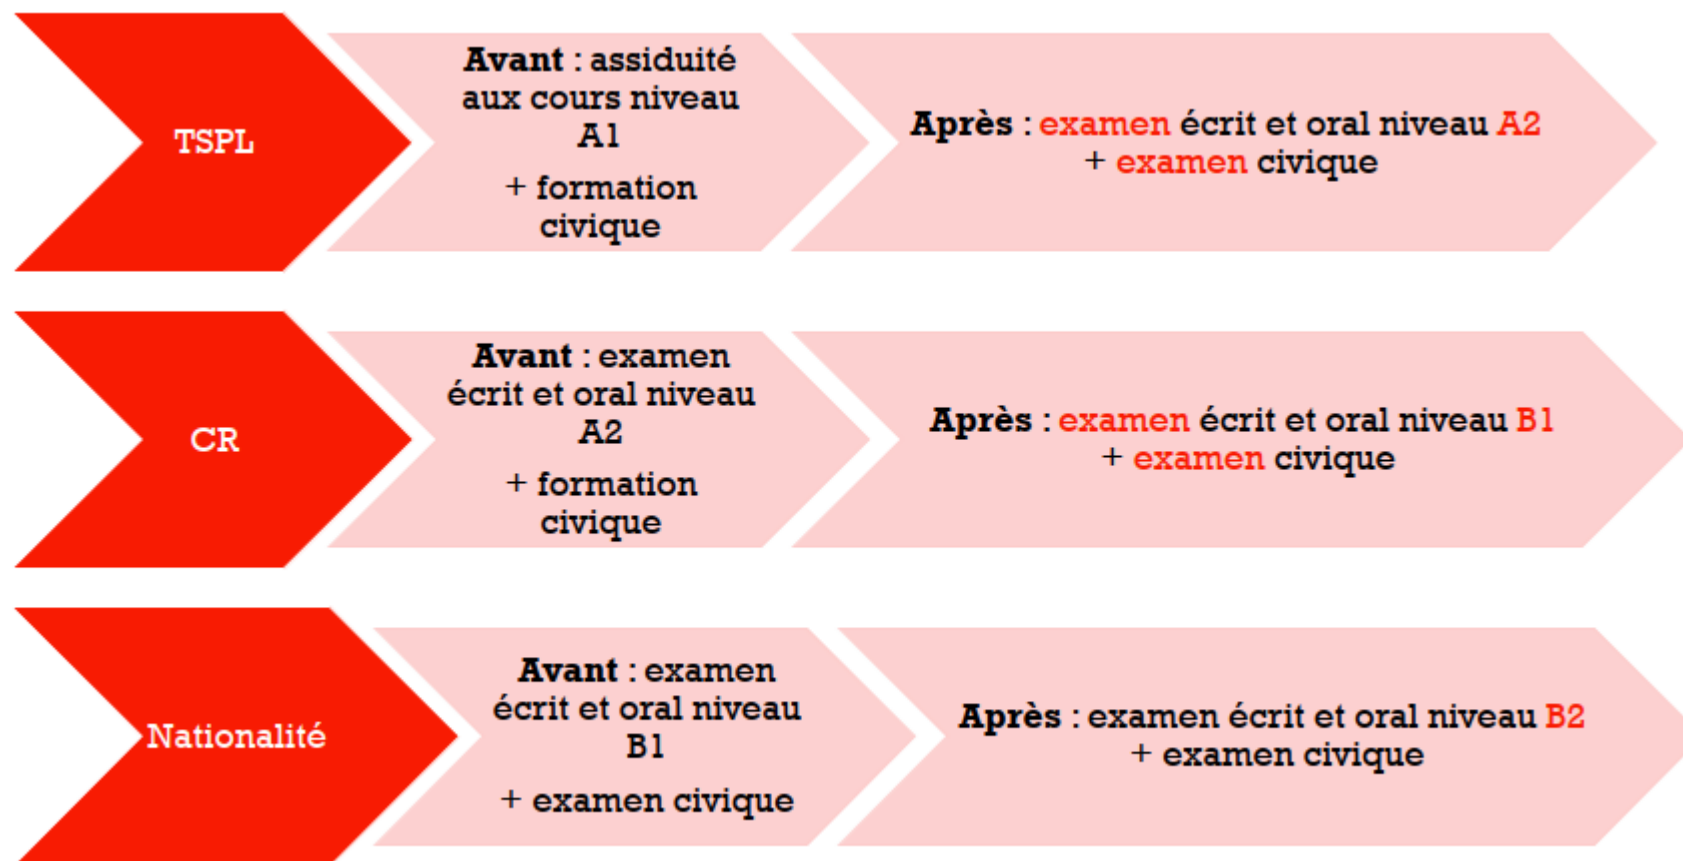 TSPL
Avant : assiduité
aux cours niveau
A1
+ formation
civique
Après : examen écrit et oral niveau A2
+ examen civique
CR
Avant : examen
écrit et oral niveau
A2
+ formation
civique
Après : examen écrit et oral niveau B1
+ examen civique
Nationalité
Avant : examen
écrit et oral niveau
B1
+ examen civique
Après : examen écrit et oral niveau B2
+ examen civique